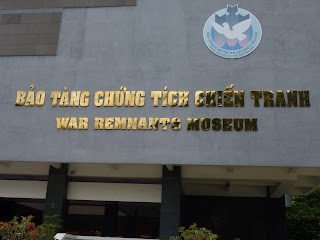 BẢO TÀNG CHỨNG TÍCH CHIẾN TRANH
WAR REMNANTS MUSEUM